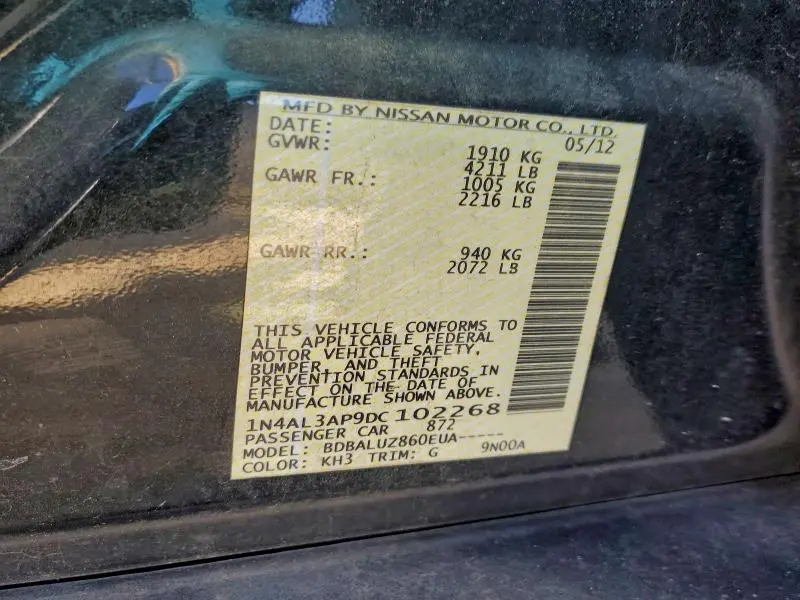 MFD BY NISSAN MOTOR CO., LTD.
DATE: 05/12
GVWR: 1910 KG
4211 LB
GAWR FR.: 1005 KG
2216 LB
GAWR RR.: 940 KG
2072 LB
THIS VEHICLE CONFORMS TO
ALL APPLICABLE FEDERAL
MOTOR VEHICLE SAFETY,
BUMPER, AND THEFT
PREVENTION STANDARDS IN
EFFECT ON THE DATE OF
MANUFACTURE SHOWN ABOVE.
1N4AL3AP9DC102268
PASSENGER CAR 872
MODEL: BDBALUZ860EUA-----
COLOR: KH3 TRIM: G 9N00A